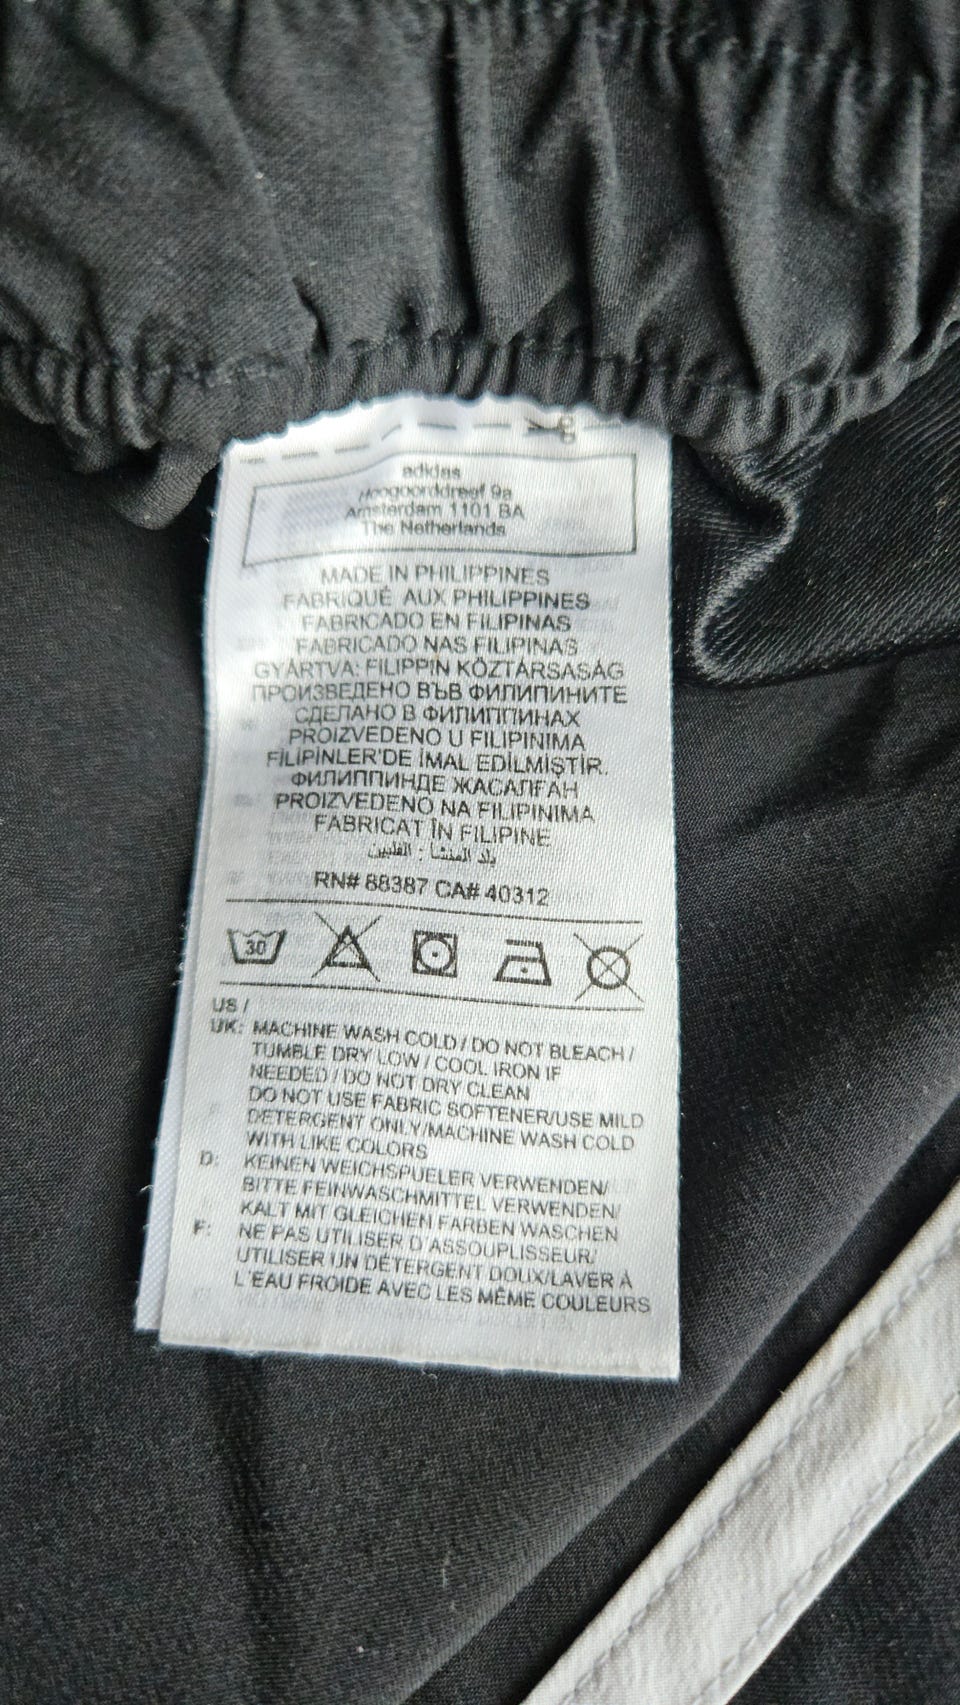 adidas
Hoogoorddreef 9a
Amsterdam 1101 BA
The Netherlands
MADE IN PHILIPPINES
FABRIQUÉ AUX PHILIPPINES
FABRICADO EN FILIPINAS
FABRICADO NAS FILIPINAS
GYÁRTVA: FILIPPIN KÖZTÁRSASÁG
ПРОИЗВЕДЕНО ВЪВ ФИЛИПИНИТЕ
СДЕЛАНО В ФИЛИППИНАХ
PROIZVEDENO U FILIPINIMA
FİLİPİNLER'DE İMAL EDİLMİŞTİR.
ФИЛИППИНДЕ ЖАСАЛҒАН
PROIZVEDENO NA FILIPINIMA
FABRICAT ÎN FILIPINE
بلد المنشأ : الفلبين
RN# 88387 CA# 40312
30
US /
UK: MACHINE WASH COLD / DO NOT BLEACH /
TUMBLE DRY LOW / COOL IRON IF
NEEDED / DO NOT DRY CLEAN
DO NOT USE FABRIC SOFTENER/USE MILD
DETERGENT ONLY/MACHINE WASH COLD
WITH LIKE COLORS
D: KEINEN WEICHSPUELER VERWENDEN/
BITTE FEINWASCHMITTEL VERWENDEN/
KALT MIT GLEICHEN FARBEN WASCHEN
F: NE PAS UTILISER D'ASSOUPLISSEUR/
UTILISER UN DÉTERGENT DOUX/LAVER À
L'EAU FROIDE AVEC LES MÊME COULEURS